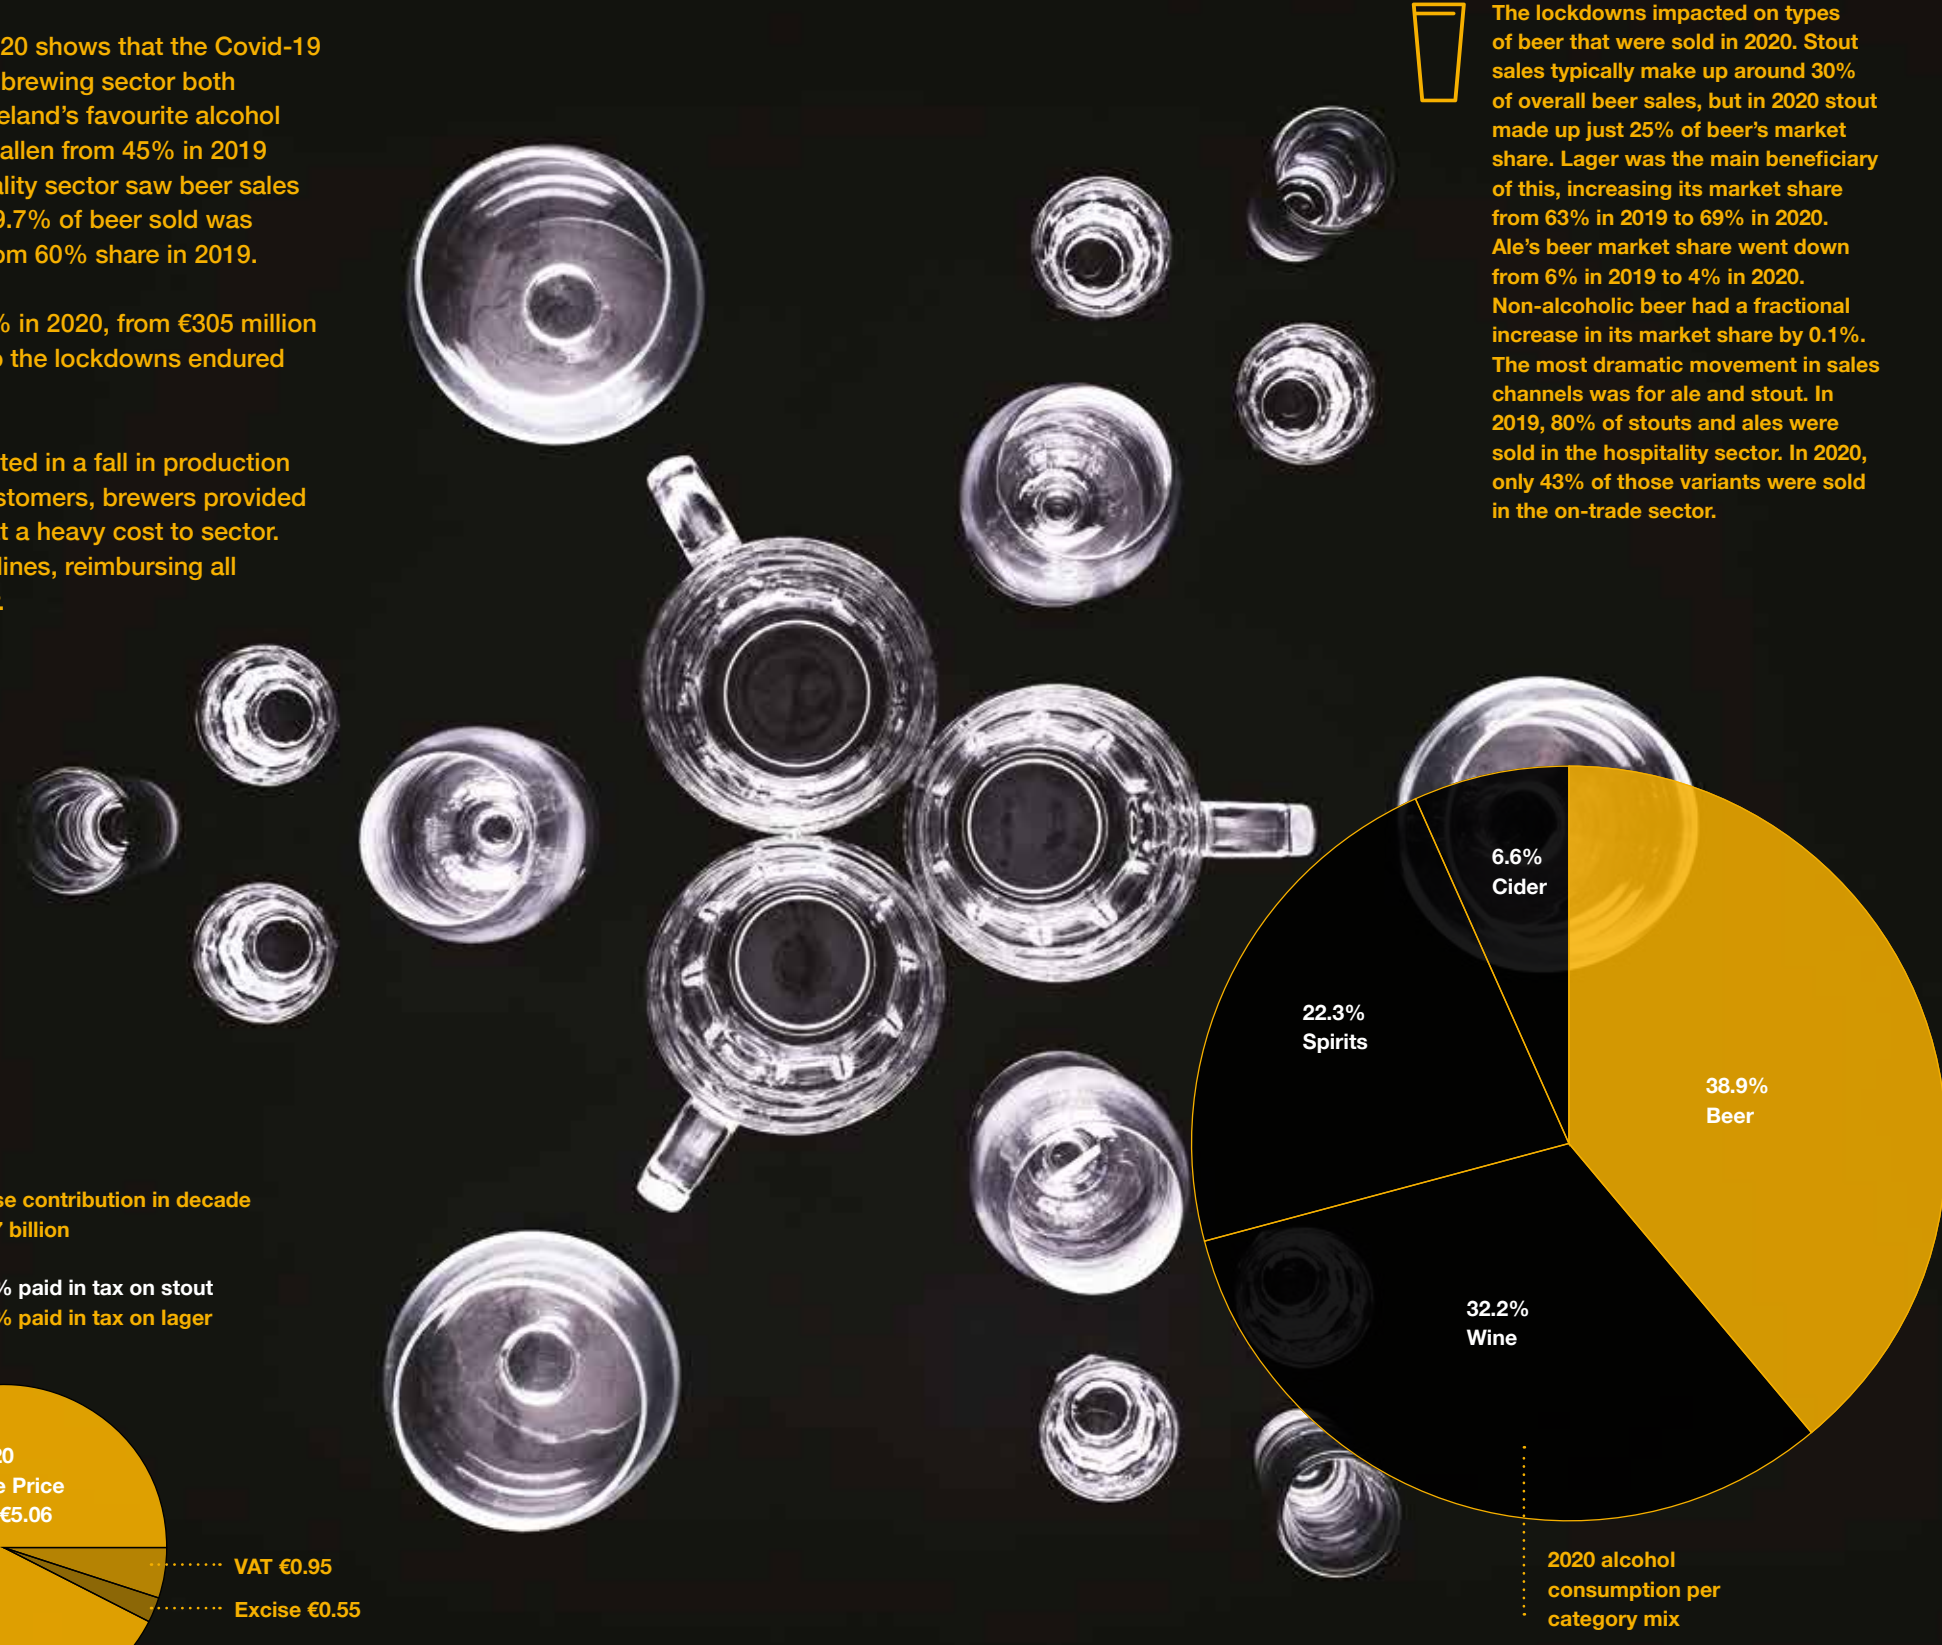 20 shows that the Covid-19
brewing sector both
eland’s favourite alcohol
allen from 45% in 2019
ality sector saw beer sales
9.7% of beer sold was
om 60% share in 2019.
% in 2020, from €305 million
o the lockdowns endured
ted in a fall in production
stomers, brewers provided
t a heavy cost to sector.
lines, reimbursing all
The lockdowns impacted on types
of beer that were sold in 2020. Stout
sales typically make up around 30%
of overall beer sales, but in 2020 stout
made up just 25% of beer’s market
share. Lager was the main beneficiary
of this, increasing its market share
from 63% in 2019 to 69% in 2020.
Ale’s beer market share went down
from 6% in 2019 to 4% in 2020.
Non-alcoholic beer had a fractional
increase in its market share by 0.1%.
The most dramatic movement in sales
channels was for ale and stout. In
2019, 80% of stouts and ales were
sold in the hospitality sector. In 2020,
only 43% of those variants were sold
in the on-trade sector.
6.6%
Cider
22.3%
Spirits
38.9%
Beer
32.2%
Wine
2020 alcohol
consumption per
category mix
se contribution in decade
billion
% paid in tax on stout
% paid in tax on lager
20
e Price
€5.06
VAT €0.95
Excise €0.55